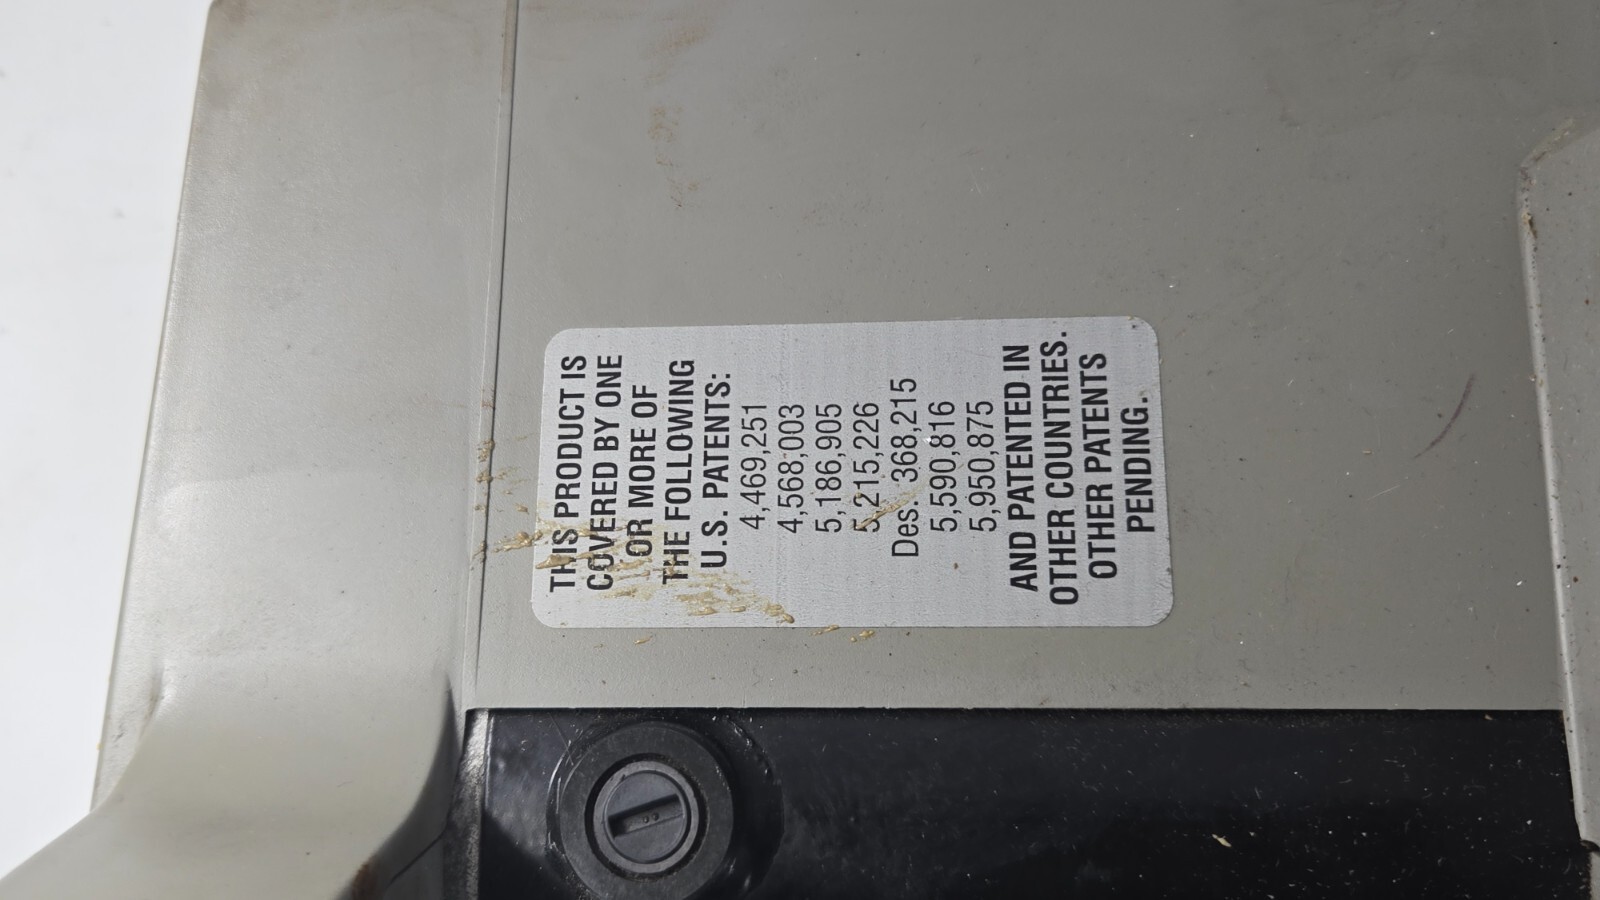 THIS PRODUCT IS
COVERED BY ONE
OR MORE OF
THE FOLLOWING
U.S. PATENTS:
4,469,251
4,568,003
5,186,905
5,215,226
Des. 368,215
5,590,816
5,950,875
AND PATENTED IN
OTHER COUNTRIES.
OTHER PATENTS
PENDING.